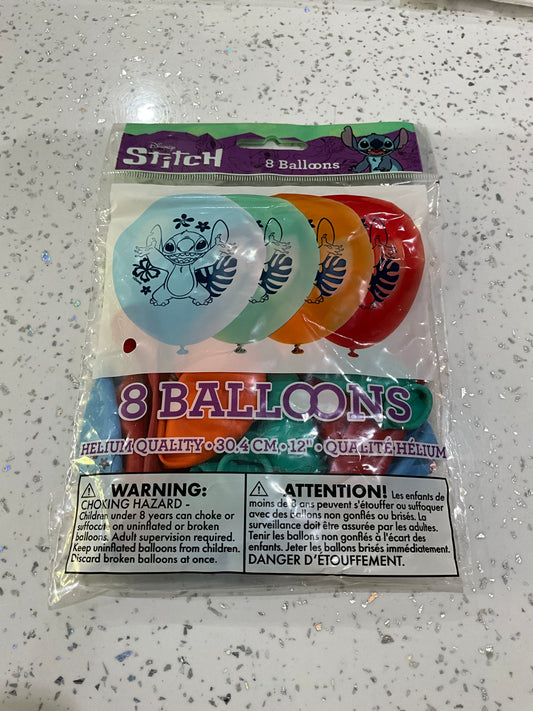 Disney
STITCH
8 Balloons
8 BALLOONS
HELIUM QUALITY • 30.4 CM • 12" • QUALITÉ HÉLIUM
WARNING:
CHOKING HAZARD -
Children under 8 years can choke or
suffocate on uninflated or broken
balloons. Adult supervision required.
Keep uninflated balloons from children.
Discard broken balloons at once.
ATTENTION! Les enfants de
moins de 8 ans peuvent s'étouffer ou suffoquer
avec des ballons non gonflés ou brisés. La
surveillance doit être assurée par les adultes.
Tenir les ballons non gonflés à l'écart des
enfants. Jeter les ballons brisés immédiatement.
DANGER D'ÉTOUFFEMENT.